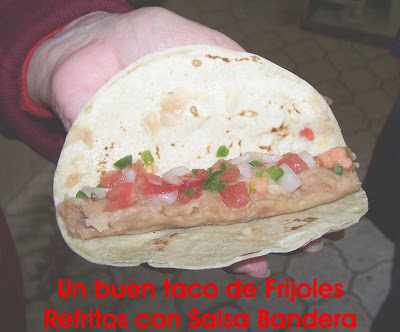 Un buen taco de Frijoles
Refritos con Salsa Bandera